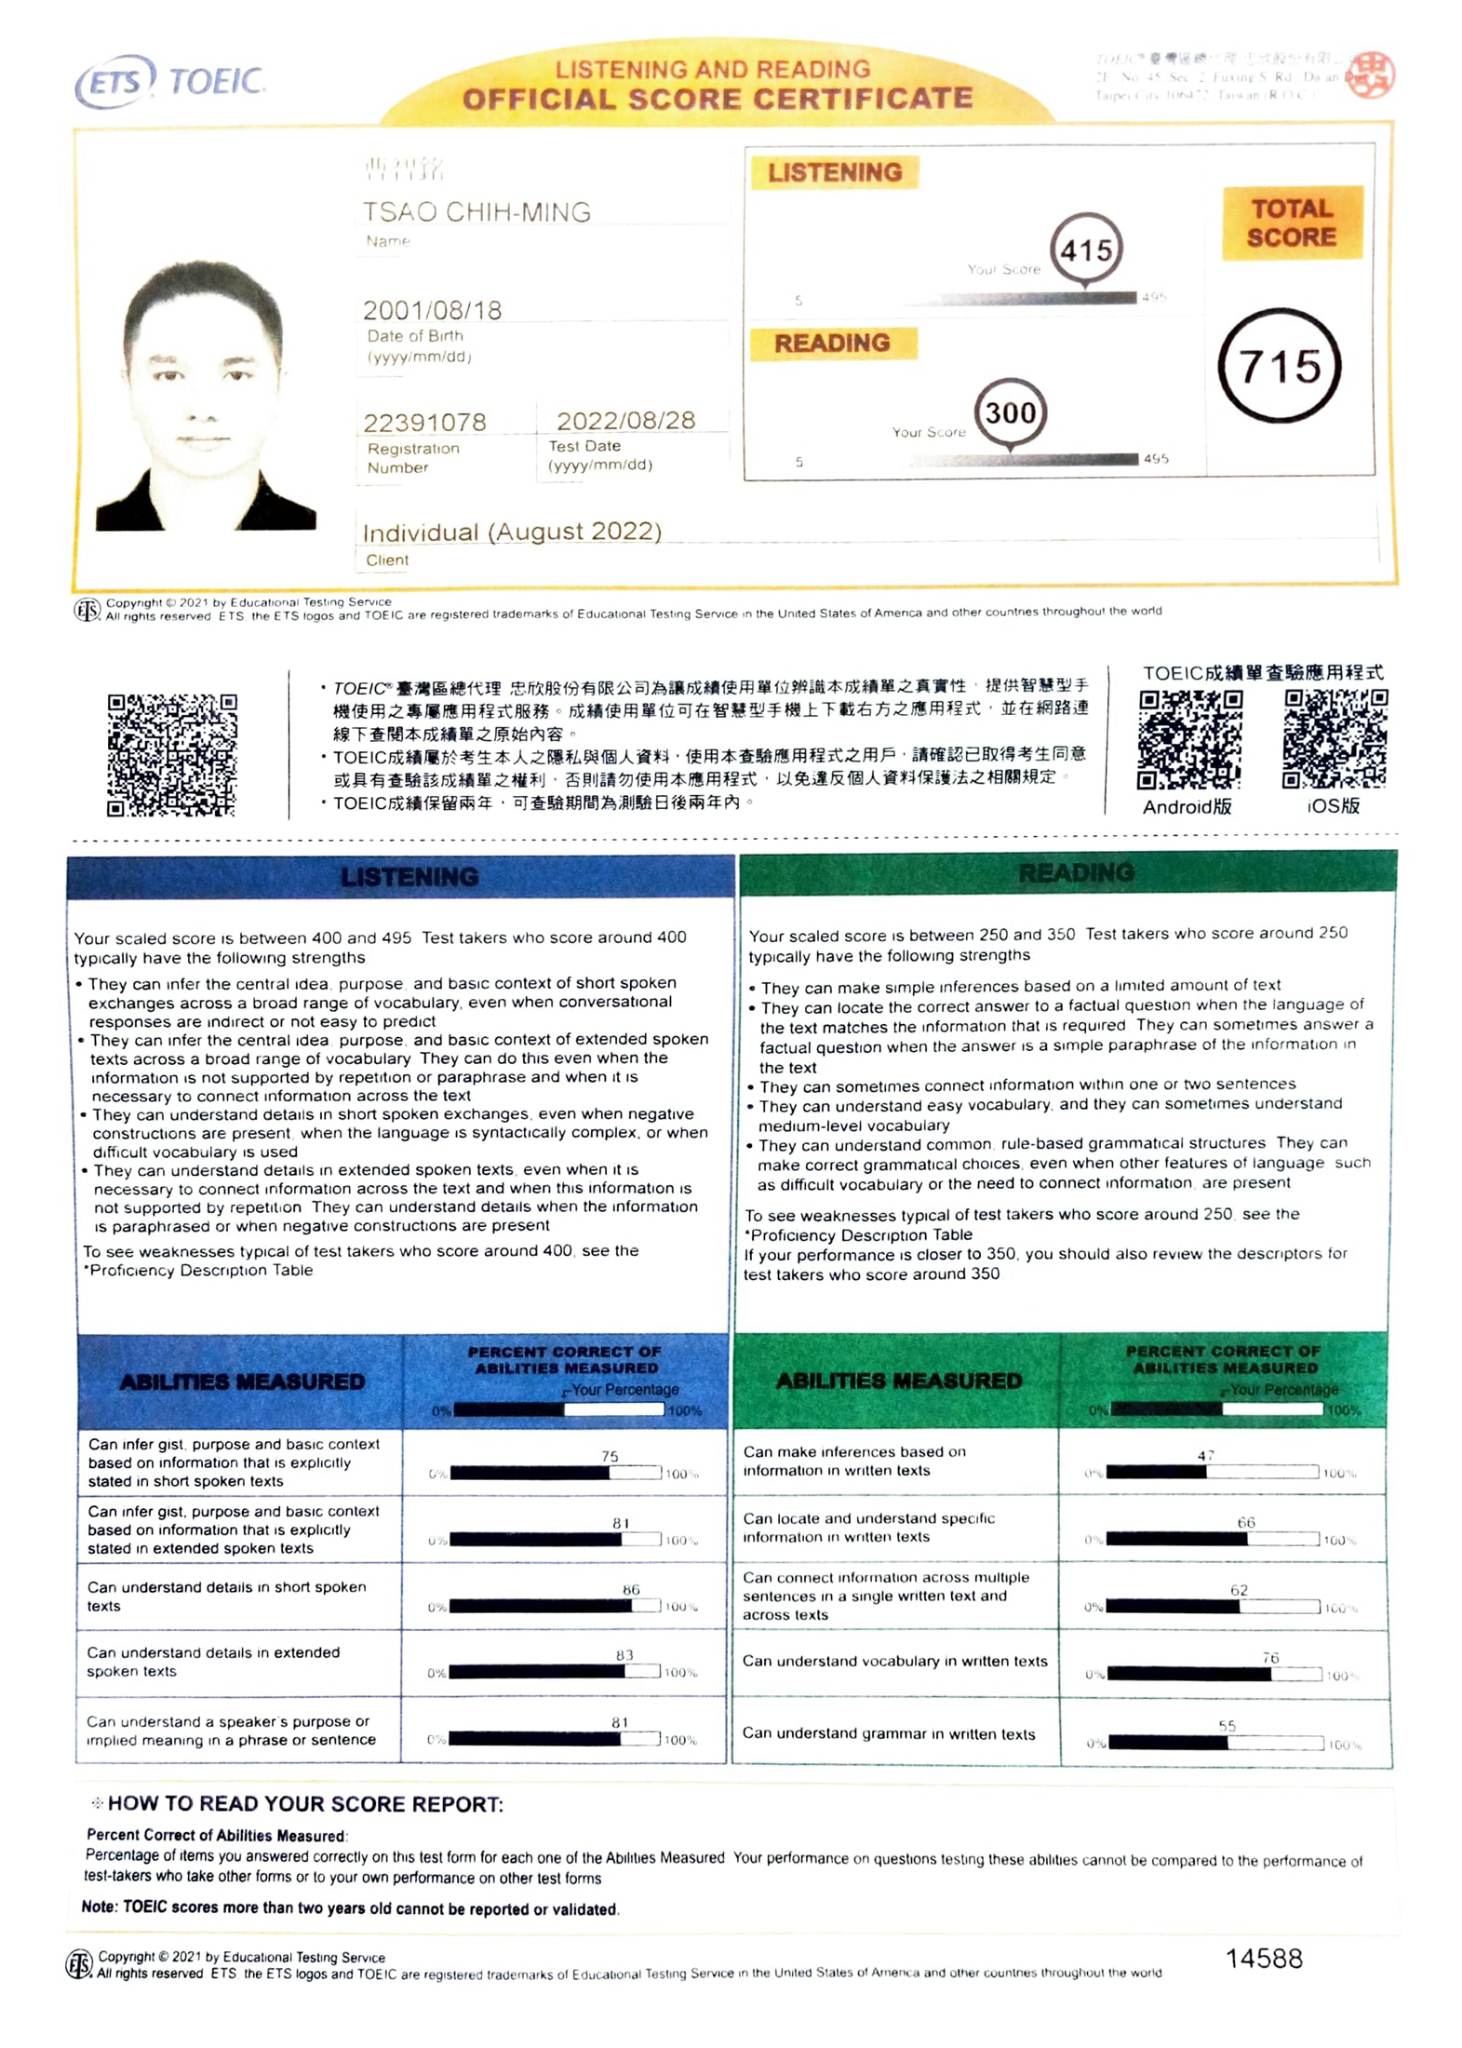 ETS TOEIC
LISTENING AND READING
OFFICIAL SCORE CERTIFICATE
TOEIC®臺灣區總代理 忠欣股份有限公司
2F., No. 45, Sec. 2, Fuxing S. Rd., Da'an Dist.,
Taipei City 106472, Taiwan (R.O.C.)
TSAO CHIH-MING
Name
2001/08/18
Date of Birth
(yyyy/mm/dd)
22391078
Registration
Number
2022/08/28
Test Date
(yyyy/mm/dd)
Individual (August 2022)
Client
LISTENING
Your Score
415
5
495
READING
Your Score
300
5
495
TOTAL
SCORE
715
ETS Copyright © 2021 by Educational Testing Service
All rights reserved ETS the ETS logos and TOEIC are registered trademarks of Educational Testing Service in the United States of America and other countries throughout the world
• TOEIC®臺灣區總代理 忠欣股份有限公司為讓成績使用單位辨識本成績單之真實性，提供智慧型手
機使用之專屬應用程式服務。成績使用單位可在智慧型手機上下載右方之應用程式，並在網路連
線下查閱本成績單之原始內容。
• TOEIC成績屬於考生本人之隱私與個人資料，使用本查驗應用程式之用戶，請確認已取得考生同意
或具有查驗該成績單之權利，否則請勿使用本應用程式，以免違反個人資料保護法之相關規定。
• TOEIC成績保留兩年，可查驗期間為測驗日後兩年內。
TOEIC成績單查驗應用程式
Android版
iOS版
LISTENING
Your scaled score is between 400 and 495 Test takers who score around 400
typically have the following strengths
• They can infer the central idea, purpose, and basic context of short spoken
exchanges across a broad range of vocabulary, even when conversational
responses are indirect or not easy to predict
• They can infer the central idea, purpose, and basic context of extended spoken
texts across a broad range of vocabulary They can do this even when the
information is not supported by repetition or paraphrase and when it is
necessary to connect information across the text
• They can understand details in short spoken exchanges, even when negative
constructions are present, when the language is syntactically complex, or when
difficult vocabulary is used
• They can understand details in extended spoken texts, even when it is
necessary to connect information across the text and when this information is
not supported by repetition They can understand details when the information
is paraphrased or when negative constructions are present
To see weaknesses typical of test takers who score around 400, see the
*Proficiency Description Table
READING
Your scaled score is between 250 and 350 Test takers who score around 250
typically have the following strengths
• They can make simple inferences based on a limited amount of text
• They can locate the correct answer to a factual question when the language of
the text matches the information that is required They can sometimes answer a
factual question when the answer is a simple paraphrase of the information in
the text
• They can sometimes connect information within one or two sentences
• They can understand easy vocabulary, and they can sometimes understand
medium-level vocabulary
• They can understand common, rule-based grammatical structures They can
make correct grammatical choices, even when other features of language such
as difficult vocabulary or the need to connect information, are present
To see weaknesses typical of test takers who score around 250, see the
*Proficiency Description Table
If your performance is closer to 350, you should also review the descriptors for
test takers who score around 350
ABILITIES MEASURED
PERCENT CORRECT OF
ABILITIES MEASURED
Your Percentage
0% 100%
Can infer gist, purpose and basic context
based on information that is explicitly
stated in short spoken texts
75
0% 100%
Can infer gist, purpose and basic context
based on information that is explicitly
stated in extended spoken texts
81
0% 100%
Can understand details in short spoken
texts
86
0% 100%
Can understand details in extended
spoken texts
83
0% 100%
Can understand a speaker's purpose or
implied meaning in a phrase or sentence
81
0% 100%
ABILITIES MEASURED
PERCENT CORRECT OF
ABILITIES MEASURED
Your Percentage
0% 100%
Can make inferences based on
information in written texts
47
0% 100%
Can locate and understand specific
information in written texts
66
0% 100%
Can connect information across multiple
sentences in a single written text and
across texts
62
0% 100%
Can understand vocabulary in written texts
76
0% 100%
Can understand grammar in written texts
55
0% 100%
HOW TO READ YOUR SCORE REPORT:
Percent Correct of Abilities Measured:
Percentage of items you answered correctly on this test form for each one of the Abilities Measured Your performance on questions testing these abilities cannot be compared to the performance of
test-takers who take other forms or to your own performance on other test forms
Note: TOEIC scores more than two years old cannot be reported or validated.
ETS Copyright © 2021 by Educational Testing Service
All rights reserved ETS the ETS logos and TOEIC are registered trademarks of Educational Testing Service in the United States of America and other countries throughout the world
14588